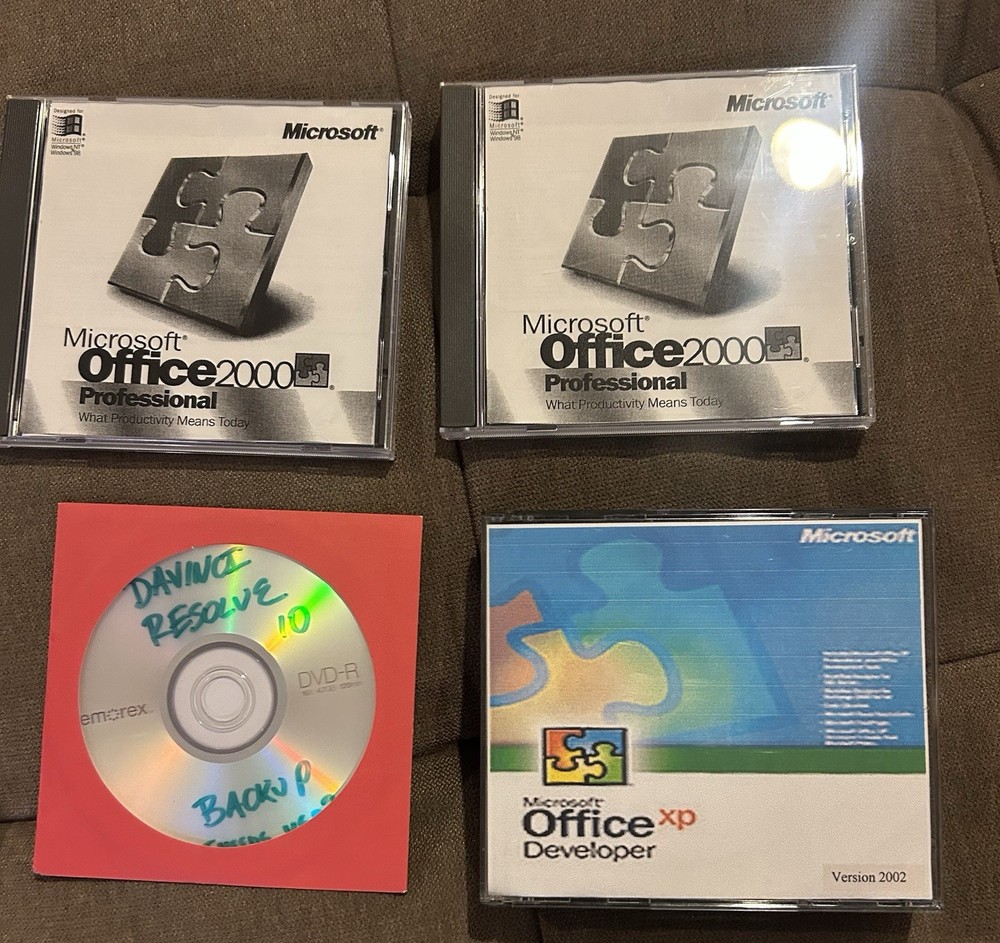 Designed for
Microsoft®
Windows NT®
Windows 98
Microsoft®
Microsoft®
Office2000
Professional
What Productivity Means Today
Designed for
Microsoft®
Windows NT®
Windows 98
Microsoft®
Microsoft®
Office2000
Professional
What Productivity Means Today
DAVINCI
RESOLVE
10
DVD-R
emorex
BACKUP
Microsoft
Microsoft
Office xp
Developer
Version 2002